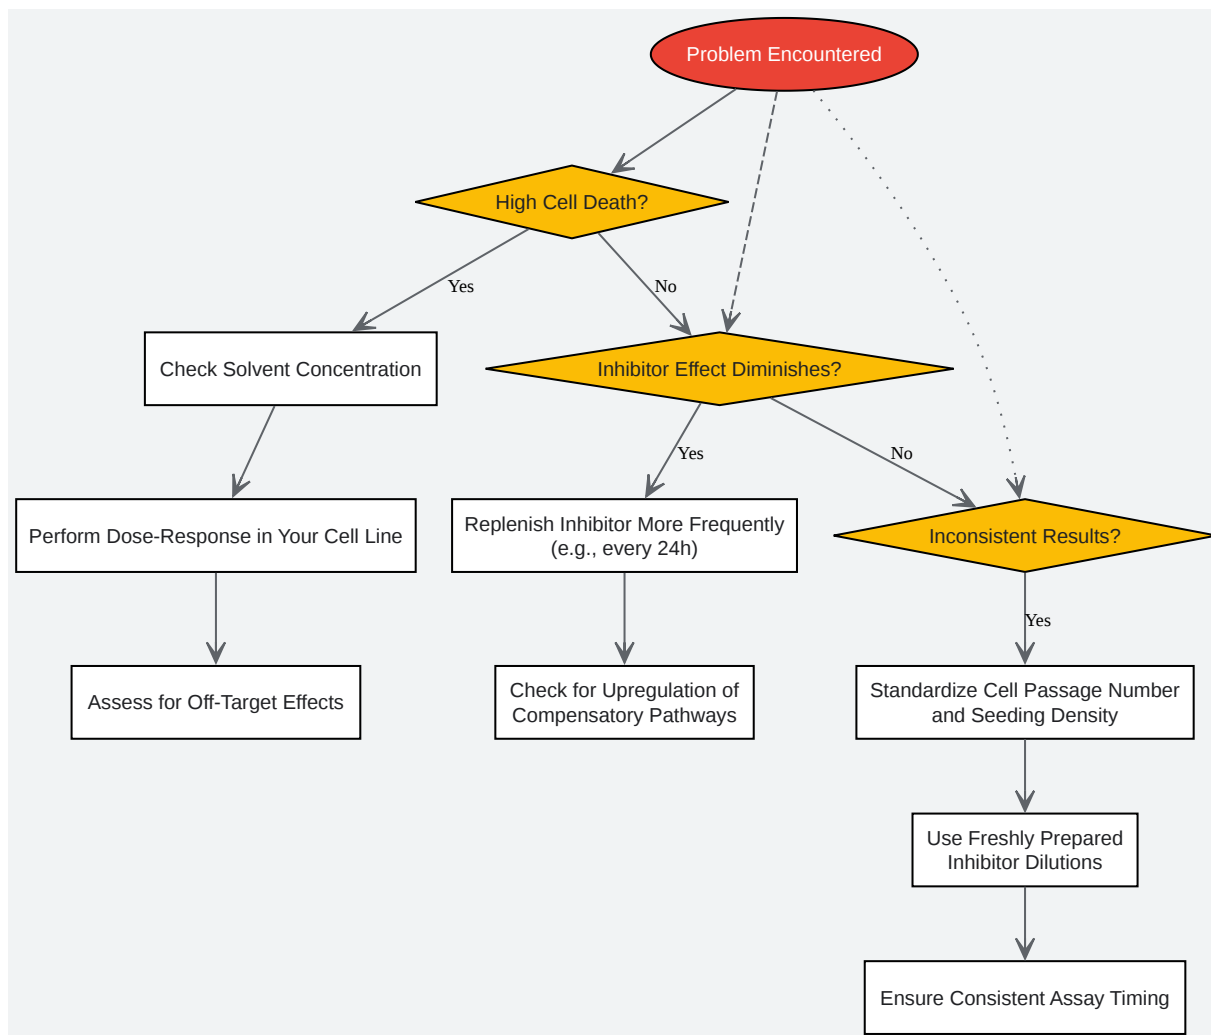 Problem Encountered
High Cell Death?
Yes
No
Check Solvent Concentration
Inhibitor Effect Diminishes?
Yes
No
Perform Dose-Response in Your Cell Line
Replenish Inhibitor More Frequently
(e.g., every 24h)
Inconsistent Results?
Yes
Assess for Off-Target Effects
Check for Upregulation of
Compensatory Pathways
Standardize Cell Passage Number
and Seeding Density
Use Freshly Prepared
Inhibitor Dilutions
Ensure Consistent Assay Timing